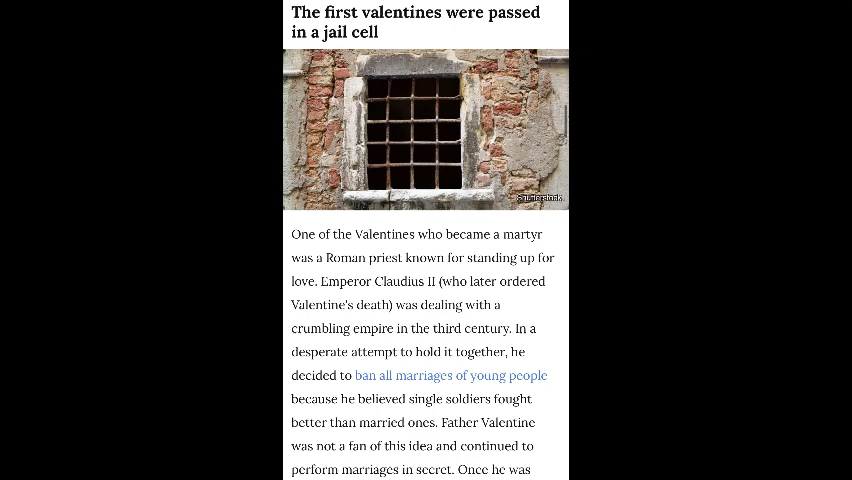 The first valentines were passed
in a jail cell
Shutterstock.
One of the Valentines who became a martyr
was a Roman priest known for standing up for
love. Emperor Claudius II (who later ordered
Valentine's death) was dealing with a
crumbling empire in the third century. In a
desperate attempt to hold it together, he
decided to ban all marriages of young people
because he believed single soldiers fought
better than married ones. Father Valentine
was not a fan of this idea and continued to
perform marriages in secret. Once he was